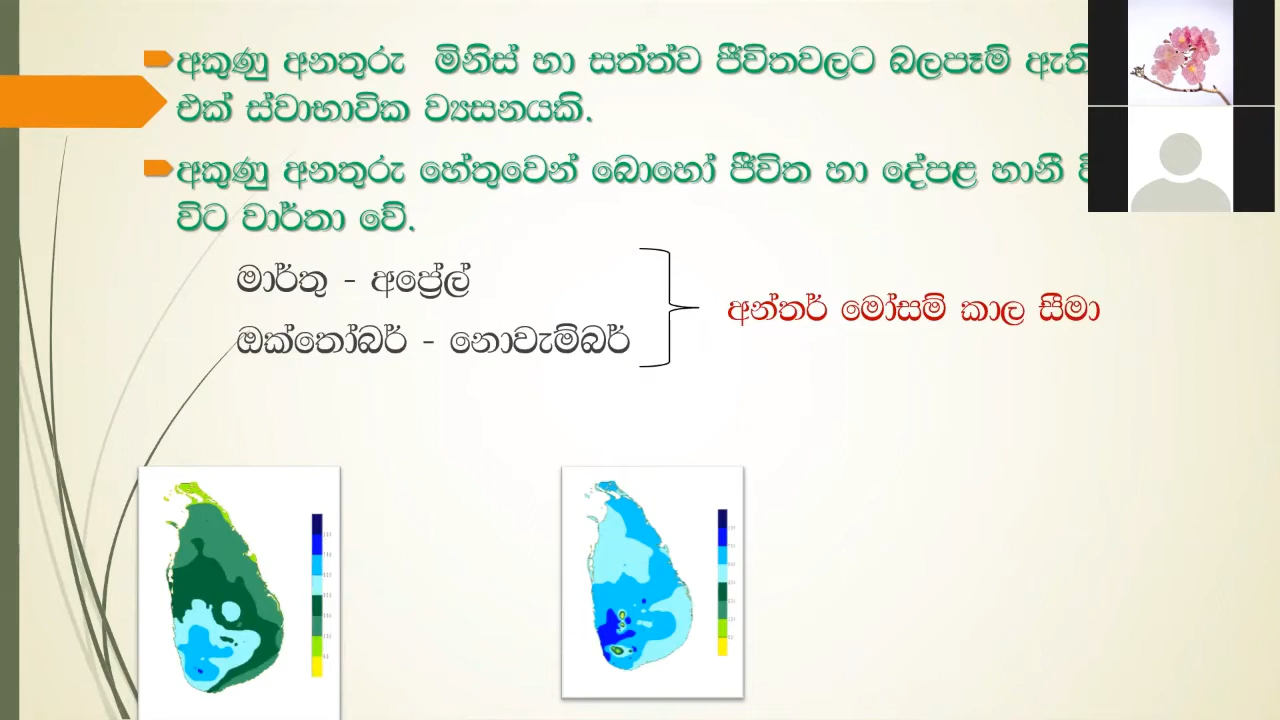 අකුණු අනතුරු මිනිස් හා සත්ත්ව ජීවිතවලට බලපෑම් ඇති
එක් ස්වාභාවික ව්‍යසනයකි.
අකුණු අනතුරු හේතුවෙන් බොහෝ ජීවිත හා දේපළ හානී
විට වාර්තා වේ.
මාර්තු - අප්‍රේල්
ඔක්තෝබර් - නොවැම්බර්
අන්තර් මෝසම් කාල සීමා